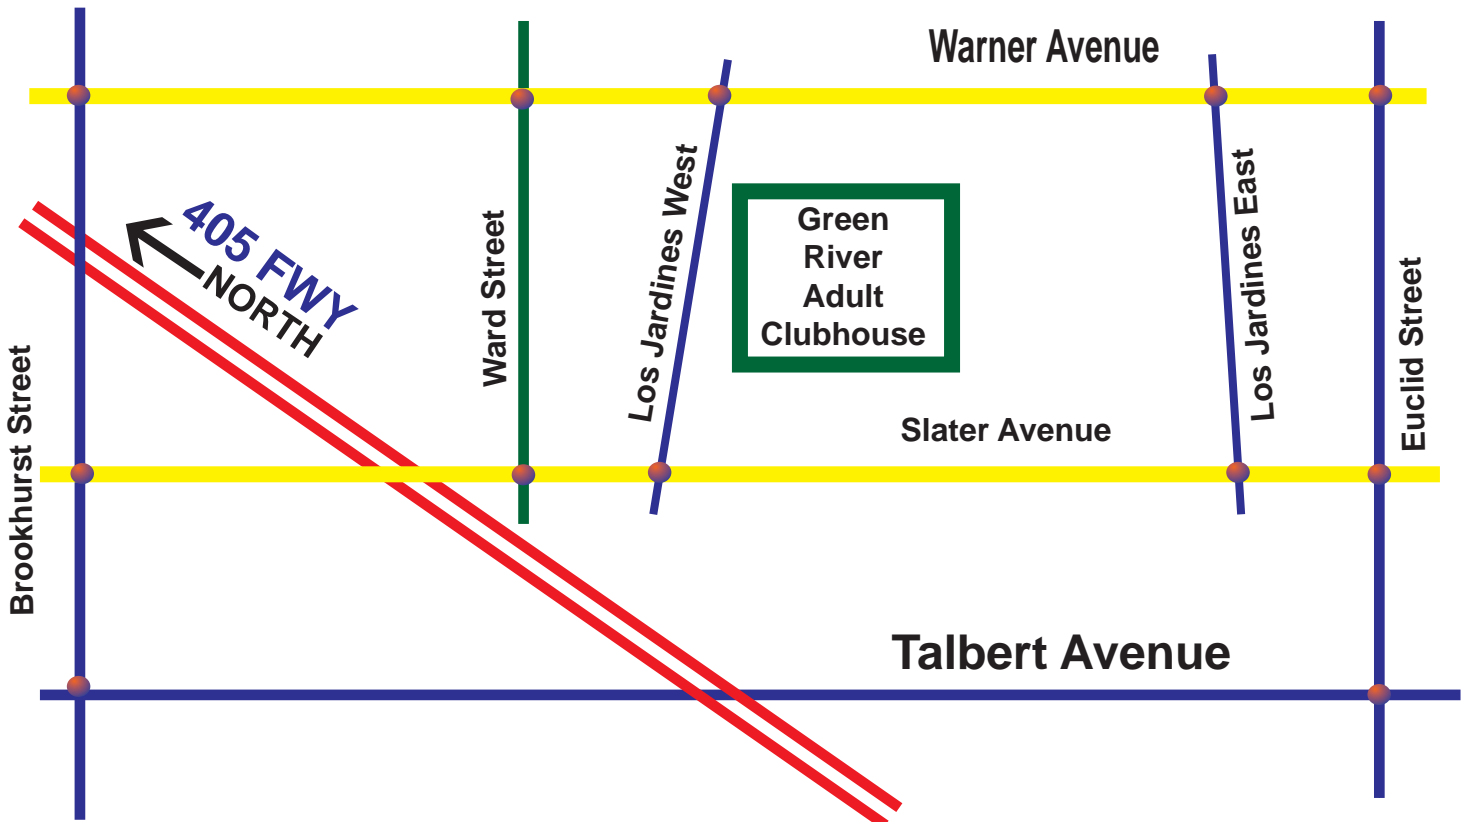 Warner Avenue
405 FWY
NORTH
Ward Street
Los Jardines West
Green
River
Adult
Clubhouse
Los Jardines East
Euclid Street
Brookhurst Street
Slater Avenue
Talbert Avenue